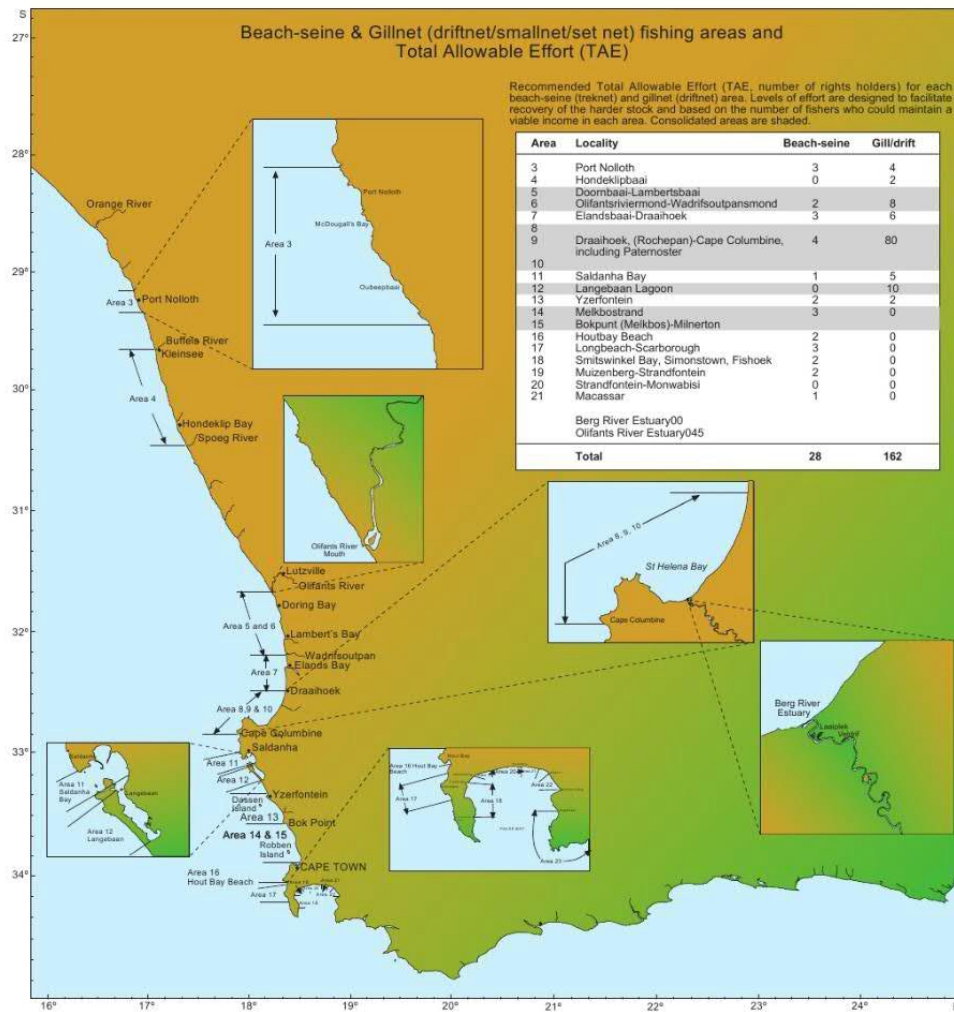 Beach-seine & Gillnet (driftnet/smallnet/set net) fishing areas and
Total Allowable Effort (TAE)
Recommended Total Allowable Effort (TAE, number of rights holders) for each
beach-seine (treknet) and gillnet (driftnet) area. Levels of effort are designed to facilitate
recovery of the harder stock and based on the number of fishers who could maintain a
viable income in each area. Consolidated areas are shaded.
Area Locality Beach-seine Gill/drift
3 Port Nolloth 3 4
4 Hondeklipbaai 0 2
5 Doornbaai-Lambertsbaai
6 Olifantsriviermond-Wadrifsoutpansmond 2 8
7 Elandsbaai-Draaihoek 3 6
8
9 Draaihoek, (Rochepan)-Cape Columbine, 4 80
including Paternoster
10
11 Saldanha Bay 1 5
12 Langebaan Lagoon 0 10
13 Yzerfontein 2 2
14 Melkbostrand 3 0
15 Bokpunt (Melkbos)-Milnerton
16 Houtbay Beach 2 0
17 Longbeach-Scarborough 3 0
18 Smitswinkel Bay, Simonstown, Fishoek 2 0
19 Muizenberg-Strandfontein 2 0
20 Strandfontein-Monwabisi 0 0
21 Macassar 1 0
Berg River Estuary00
Olifants River Estuary045
Total 28 162
S
27°
28°
29°
30°
31°
32°
33°
34°
16°
17°
18°
19°
20°
21°
22°
23°
24°
Port Nolloth
McDougall's Bay
Area 3
Oubeepbaai
Orange River
Area 3
Port Nolloth
Buffels River
Kleinsee
Area 4
Hondeklip Bay
Spoeg River
Olifants River
Mouth
Lutzville
Olifants River
Doring Bay
Area 5 and 6
Lambert's Bay
Wadrifsoutpan
Elands Bay
Area 7
Draaihoek
Area 8,9 & 10
Cape Columbine
Saldanha
Area 11
Area 12
Dassen
Island
Yzerfontein
Area 13
Bok Point
Area 14 & 15
Robben
Island
CAPE TOWN
Area 16
Hout Bay Beach
Area 17
Area 8, 9, 10
St Helena Bay
Cape Columbine
Berg River
Estuary
Laaiplek
Saldanha
Area 11
Saldanha
Bay
Langebaan
Area 12
Langebaan
Hout Bay
Area 16 Hout Bay
Beach
Area 17